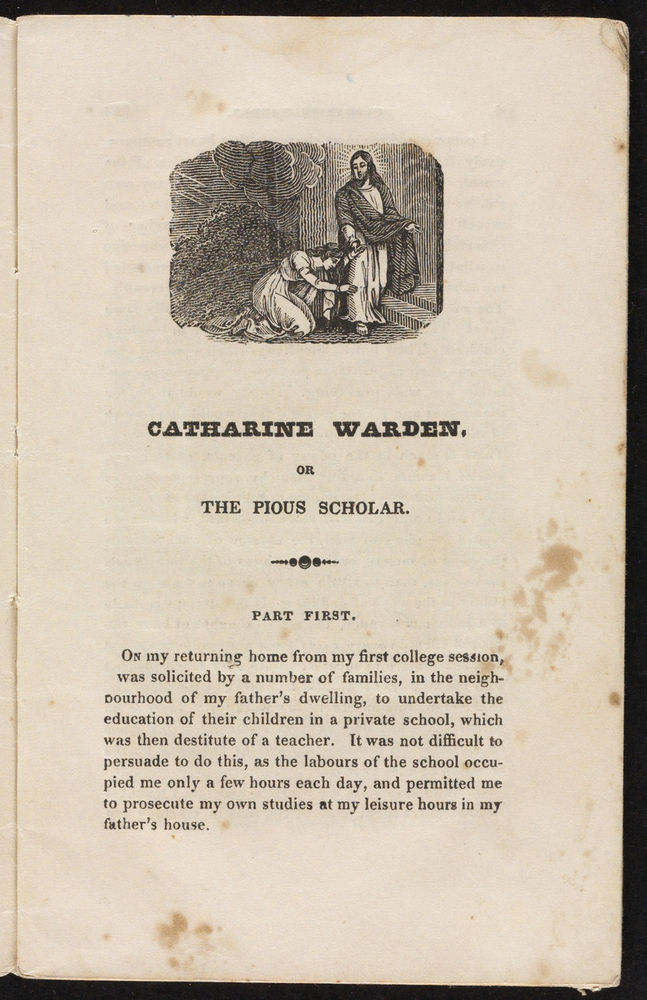 CATHARINE WARDEN,
OR
THE PIOUS SCHOLAR.
PART FIRST.
ON my returning home from my first college session,
was solicited by a number of families, in the neigh-
bourhood of my father's dwelling, to undertake the
education of their children in a private school, which
was then destitute of a teacher. It was not difficult to
persuade to do this, as the labours of the school occu-
pied me only a few hours each day, and permitted me
to prosecute my own studies at my leisure hours in my
father's house.